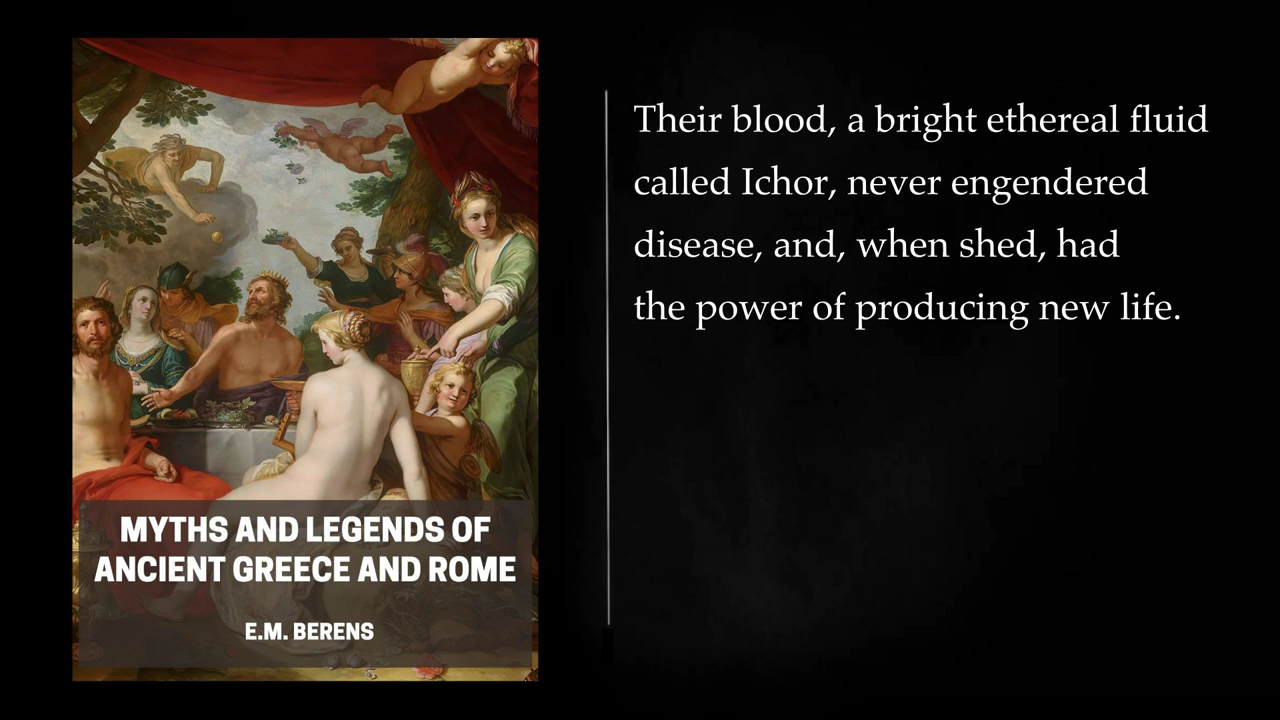 MYTHS AND LEGENDS OF
ANCIENT GREECE AND ROME
E.M. BERENS
Their blood, a bright ethereal fluid
called Ichor, never engendered
disease, and, when shed, had
the power of producing new life.